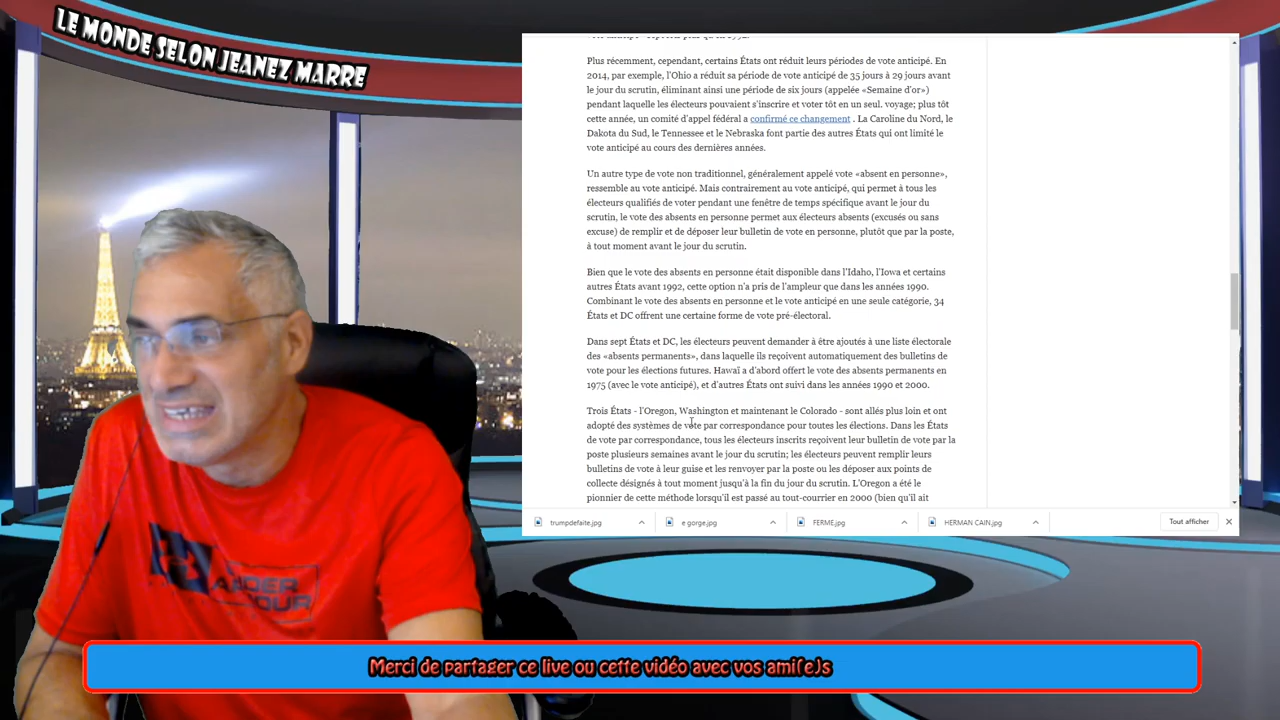 LE MONDE SELON JEANEZ MARRE
Plus récemment, cependant, certains États ont réduit leurs périodes de vote anticipé. En
2014, par exemple, l'Ohio a réduit sa période de vote anticipé de 35 jours à 29 jours avant
le jour du scrutin, éliminant ainsi une période de six jours (appelée «Semaine d'or»)
pendant laquelle les électeurs pouvaient s'inscrire et voter tôt en un seul. voyage; plus tôt
cette année, un comité d'appel fédéral a confirmé ce changement . La Caroline du Nord, le
Dakota du Sud, le Tennessee et le Nebraska font partie des autres États qui ont limité le
vote anticipé au cours des dernières années.
Un autre type de vote non traditionnel, généralement appelé vote «absent en personne»,
ressemble au vote anticipé. Mais contrairement au vote anticipé, qui permet à tous les
électeurs qualifiés de voter pendant une fenêtre de temps spécifique avant le jour du
scrutin, le vote des absents en personne permet aux électeurs absents (excusés ou sans
excuse) de remplir et de déposer leur bulletin de vote en personne, plutôt que par la poste,
à tout moment avant le jour du scrutin.
Bien que le vote des absents en personne était disponible dans l'Idaho, l'Iowa et certains
autres États avant 1992, cette option n'a pris de l'ampleur que dans les années 1990.
Combinant le vote des absents en personne et le vote anticipé en une seule catégorie, 34
États et DC offrent une certaine forme de vote pré-électoral.
Dans sept États et DC, les électeurs peuvent demander à être ajoutés à une liste électorale
des «absents permanents», dans laquelle ils reçoivent automatiquement des bulletins de
vote pour les élections futures. Hawaï a d'abord offert le vote des absents permanents en
1975 (avec le vote anticipé), et d'autres États ont suivi dans les années 1990 et 2000.
Trois États - l'Oregon, Washington et maintenant le Colorado - sont allés plus loin et ont
adopté des systèmes de vote par correspondance pour toutes les élections. Dans les États
de vote par correspondance, tous les électeurs inscrits reçoivent leur bulletin de vote par la
poste plusieurs semaines avant le jour du scrutin; les électeurs peuvent remplir leurs
bulletins de vote à leur guise et les renvoyer par la poste ou les déposer aux points de
collecte désignés à tout moment jusqu'à la fin du jour du scrutin. L'Oregon a été le
pionnier de cette méthode lorsqu'il est passé au tout-courrier en 2000 (bien qu'il ait
trumpdefaite.jpg
e gorge.jpg
FERME.jpg
HERMAN CAIN.jpg
Tout afficher
Merci de partager ce live ou cette vidéo avec vos ami(e)s